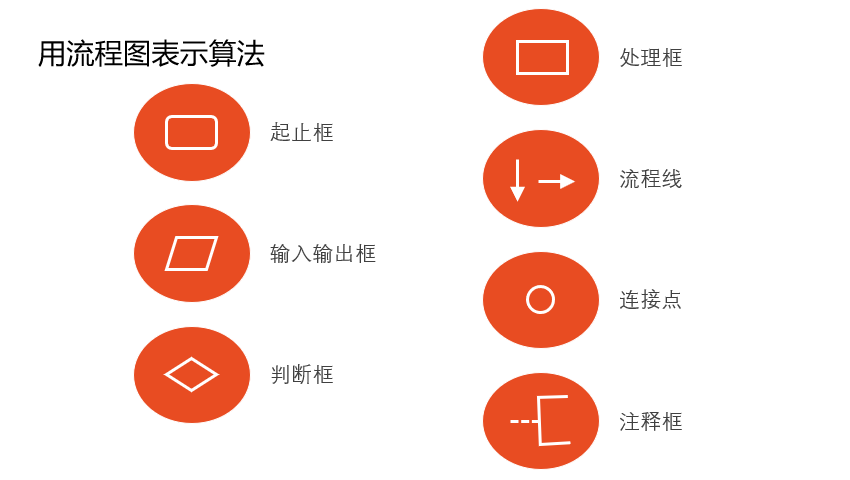 用流程图表示算法
起止框
输入输出框
判断框
处理框
流程线
连接点
注释框